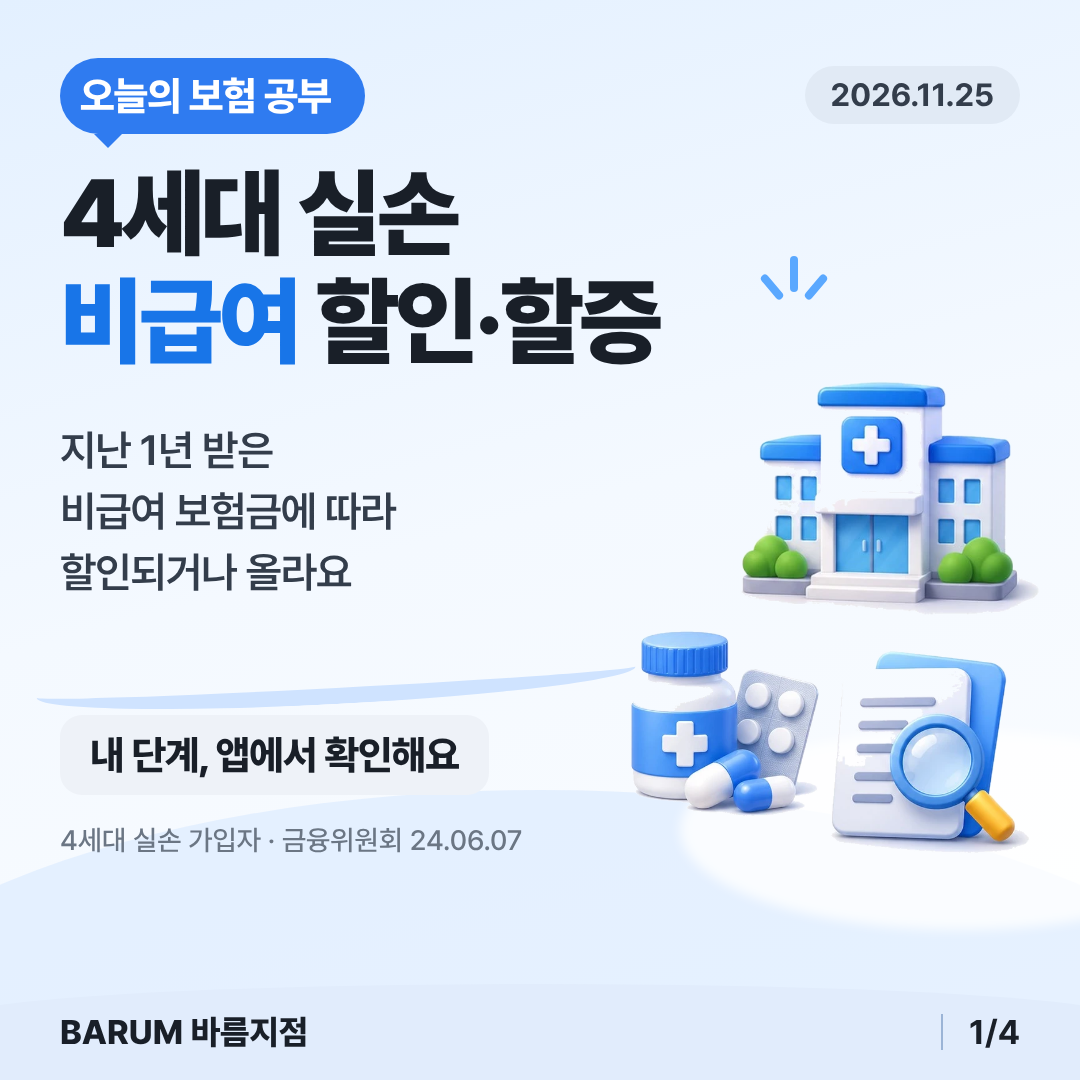 오늘의 보험 공부
2026.11.25
4세대 실손
비급여 할인·할증
지난 1년 받은
비급여 보험금에 따라
할인되거나 올라요
내 단계, 앱에서 확인해요
4세대 실손 가입자 · 금융위원회 24.06.07
BARUM 바름지점
1/4